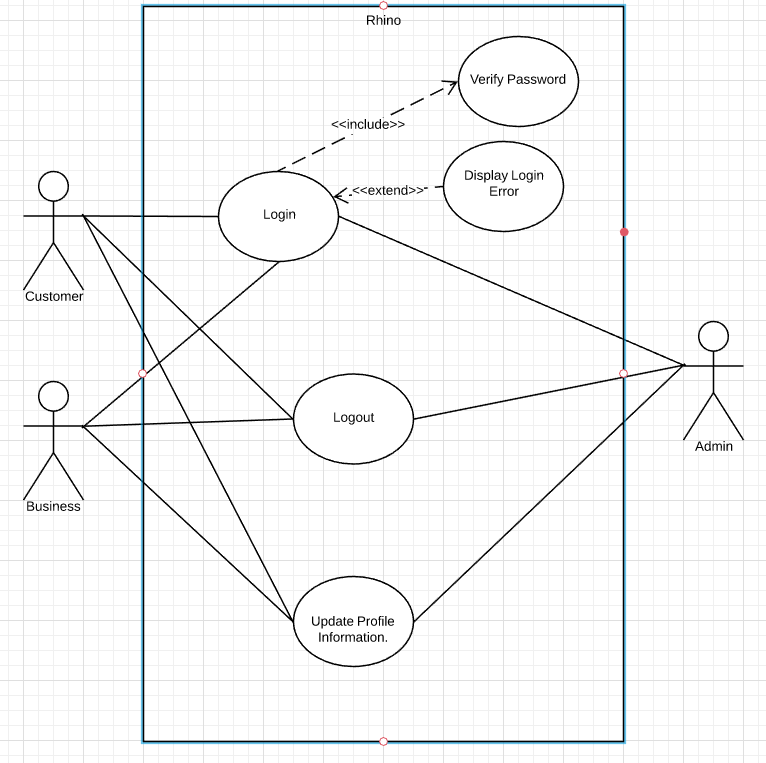 Rhino
Verify Password
<<include>>
Display Login
Error
<<extend>>
Login
Customer
Logout
Admin
Business
Update Profile
Information.